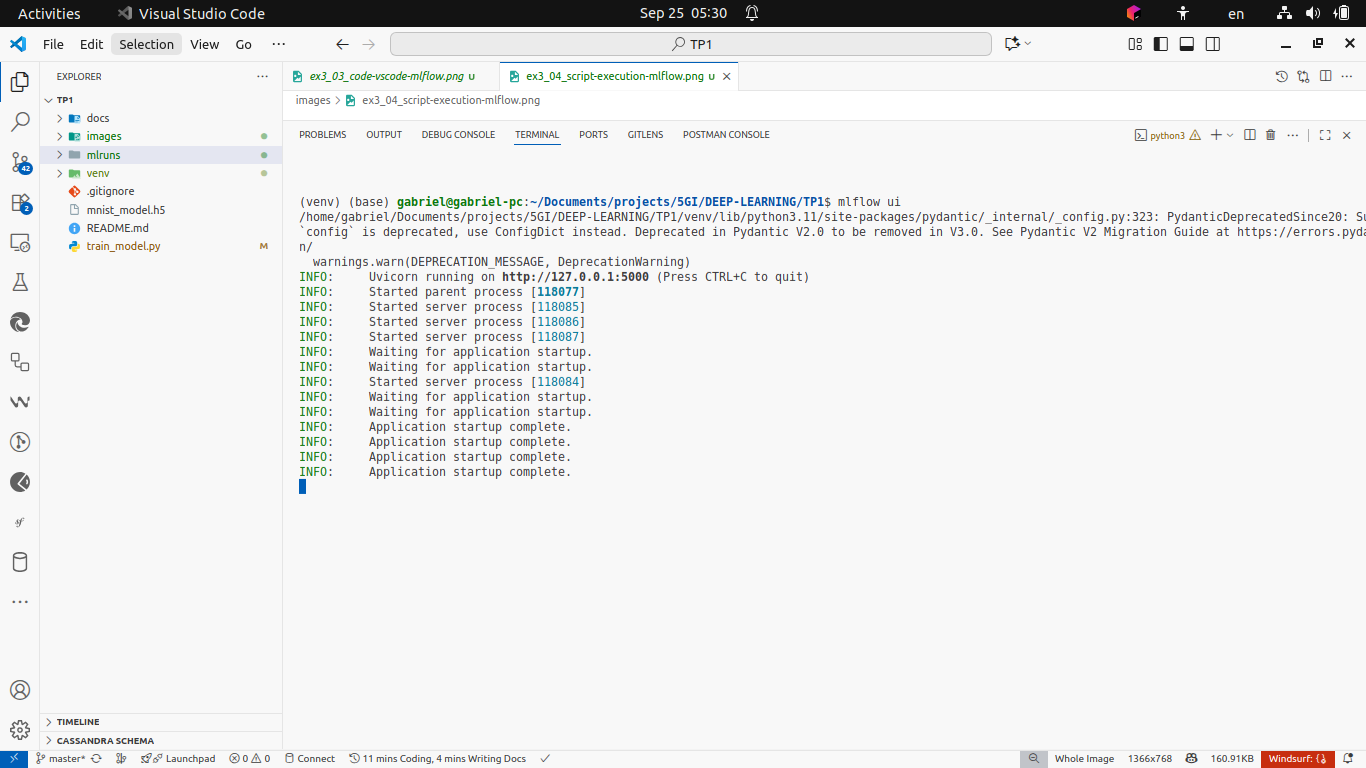 Activities
Visual Studio Code
Sep 25 05:30
en
File Edit Selection View Go ···
TP1
EXPLORER
TP1
docs
images
mlruns
venv
.gitignore
mnist_model.h5
README.md
train_model.py M
TIMELINE
CASSANDRA SCHEMA
42
2
ex3_03_code-vscode-mlflow.png U
ex3_04_script-execution-mlflow.png U
images > ex3_04_script-execution-mlflow.png
PROBLEMS OUTPUT DEBUG CONSOLE TERMINAL PORTS GITLENS POSTMAN CONSOLE
python3
(venv) (base) gabriel@gabriel-pc:~/Documents/projects/5GI/DEEP-LEARNING/TP1$ mlflow ui
/home/gabriel/Documents/projects/5GI/DEEP-LEARNING/TP1/venv/lib/python3.11/site-packages/pydantic/_internal/_config.py:323: PydanticDeprecatedSince20: Su
`config` is deprecated, use ConfigDict instead. Deprecated in Pydantic V2.0 to be removed in V3.0. See Pydantic V2 Migration Guide at https://errors.pyda
n/
warnings.warn(DEPRECATION_MESSAGE, DeprecationWarning)
INFO: Uvicorn running on http://127.0.0.1:5000 (Press CTRL+C to quit)
INFO: Started parent process [118077]
INFO: Started server process [118085]
INFO: Started server process [118086]
INFO: Started server process [118087]
INFO: Waiting for application startup.
INFO: Waiting for application startup.
INFO: Started server process [118084]
INFO: Waiting for application startup.
INFO: Waiting for application startup.
INFO: Application startup complete.
INFO: Application startup complete.
INFO: Application startup complete.
INFO: Application startup complete.
master* Launchpad 0 0 Connect 11 mins Coding, 4 mins Writing Docs
Whole Image 1366x768 160.91KB Windsurf: {}